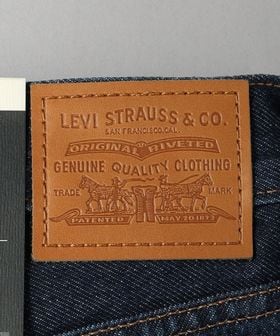 LEVI STRAUSS & CO.
SAN FRANCISCO, CAL.
ORIGINAL RIVETED
GENUINE QUALITY CLOTHING
TRADE MARK
PATENTED MAY 20 1873